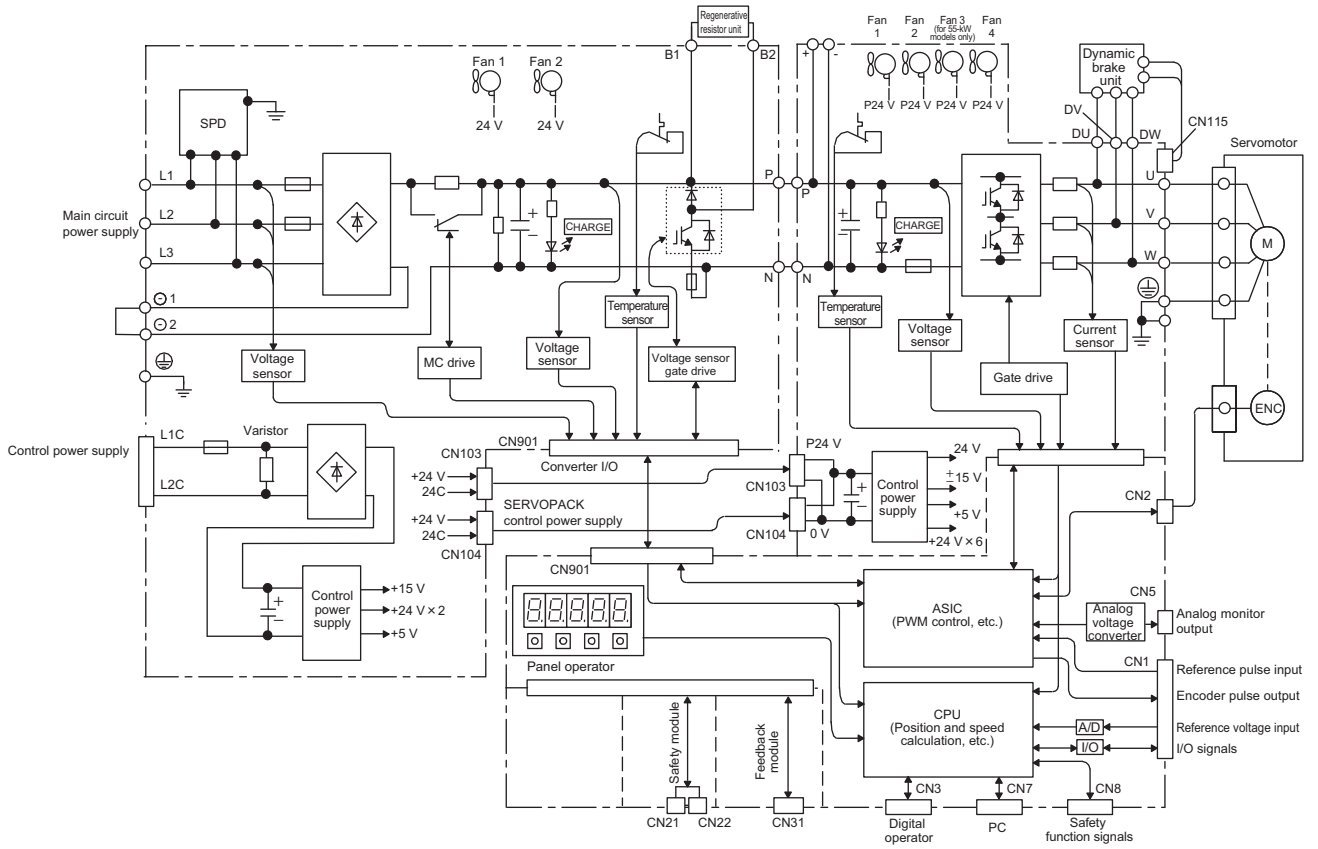 Regenerative
resistor unit
B1
B2
Fan 1
24 V
Fan 2
24 V
SPD
L1
L2
L3
Main circuit
power supply
⊖ 1
⊖ 2
Voltage
sensor
MC drive
Voltage
sensor
Temperature
sensor
Voltage sensor
gate drive
CHARGE
+
−
P
N
CN901
Converter I/O
Control power supply
L1C
L2C
Varistor
Control
power
supply
+
−
+15 V
+24 V × 2
+5 V
CN103
+24 V
24C
+24 V
24C
CN104
SERVOPACK
control power supply
Fan
1
Fan
2
Fan 3
(for 55-kW
models only)
Fan
4
P24 V
P24 V
P24 V
P24 V
+
-
P
N
+
−
CHARGE
Temperature
sensor
Voltage
sensor
Gate drive
Current
sensor
Dynamic
brake
unit
DV
DU
DW
CN115
U
V
W
Servomotor
M
ENC
P24 V
CN103
CN104
0 V
+
−
Control
power
supply
24 V
±15 V
+5 V
+24 V × 6
CN2
CN901
Panel operator
ASIC
(PWM control, etc.)
CPU
(Position and speed
calculation, etc.)
Analog
voltage
converter
CN5
Analog monitor
output
CN1
Reference pulse input
Encoder pulse output
A/D
Reference voltage input
I/O
I/O signals
Safety module
Feedback
module
CN21
CN22
CN31
CN3
CN7
CN8
Digital
operator
PC
Safety
function signals